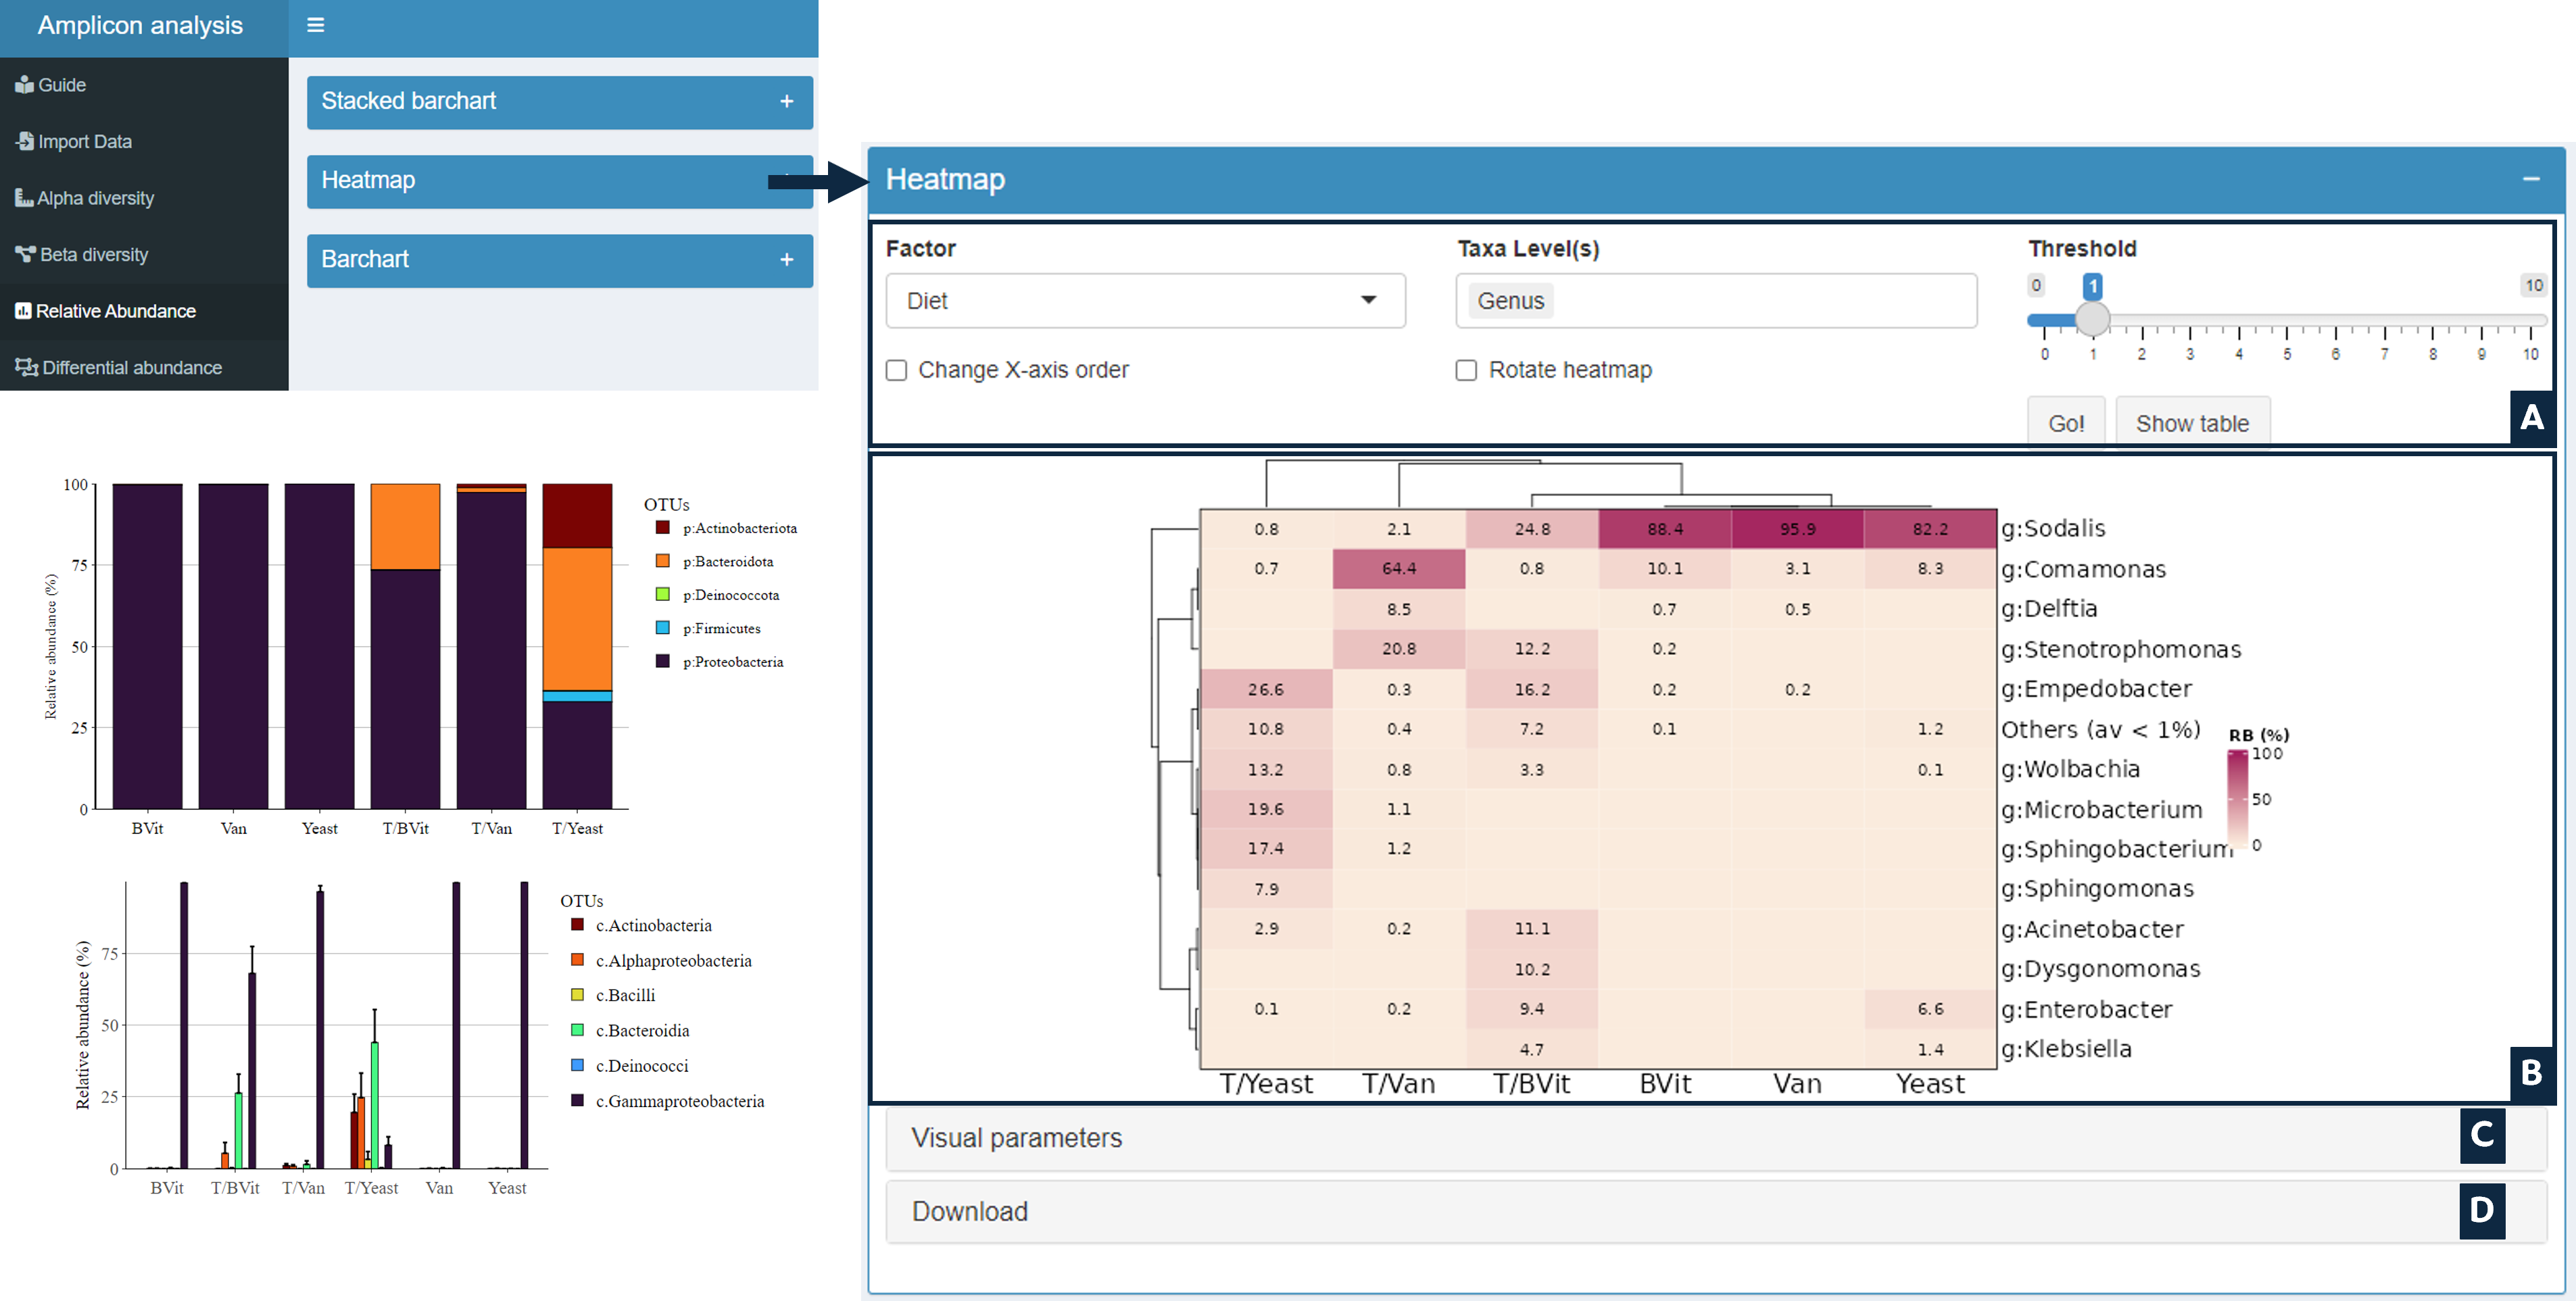 Amplicon analysis
Guide
Import Data
Alpha diversity
Beta diversity
Relative Abundance
Differential abundance
Stacked barchart +
Heatmap
Barchart +
100
75
50
25
0
Relative abundance (%)
BVit Van Yeast T/BVit T/Van T/Yeast
OTUs
p:Actinobacteriota
p:Bacteroidota
p:Deinococcota
p:Firmicutes
p:Proteobacteria
75
50
25
0
Relative abundance (%)
BVit T/BVit T/Van T/Yeast Van Yeast
OTUs
c.Actinobacteria
c.Alphaproteobacteria
c.Bacilli
c.Bacteroidia
c.Deinococci
c.Gammaproteobacteria
Heatmap −
Factor
Diet
Change X-axis order
Taxa Level(s)
Genus
Rotate heatmap
Threshold
0 1 10
0 1 2 3 4 5 6 7 8 9 10
Go! Show table
A
0.8 2.1 24.8 88.4 95.9 82.2 g:Sodalis
0.7 64.4 0.8 10.1 3.1 8.3 g:Comamonas
8.5 0.7 0.5 g:Delftia
20.8 12.2 0.2 g:Stenotrophomonas
26.6 0.3 16.2 0.2 0.2 g:Empedobacter
10.8 0.4 7.2 0.1 1.2 Others (av < 1%)
13.2 0.8 3.3 0.1 g:Wolbachia
19.6 1.1 g:Microbacterium
17.4 1.2 g:Sphingobacterium
7.9 g:Sphingomonas
2.9 0.2 11.1 g:Acinetobacter
10.2 g:Dysgonomonas
0.1 0.2 9.4 6.6 g:Enterobacter
4.7 1.4 g:Klebsiella
T/Yeast T/Van T/BVit BVit Van Yeast
RB (%)
100
50
0
B
Visual parameters C
Download D